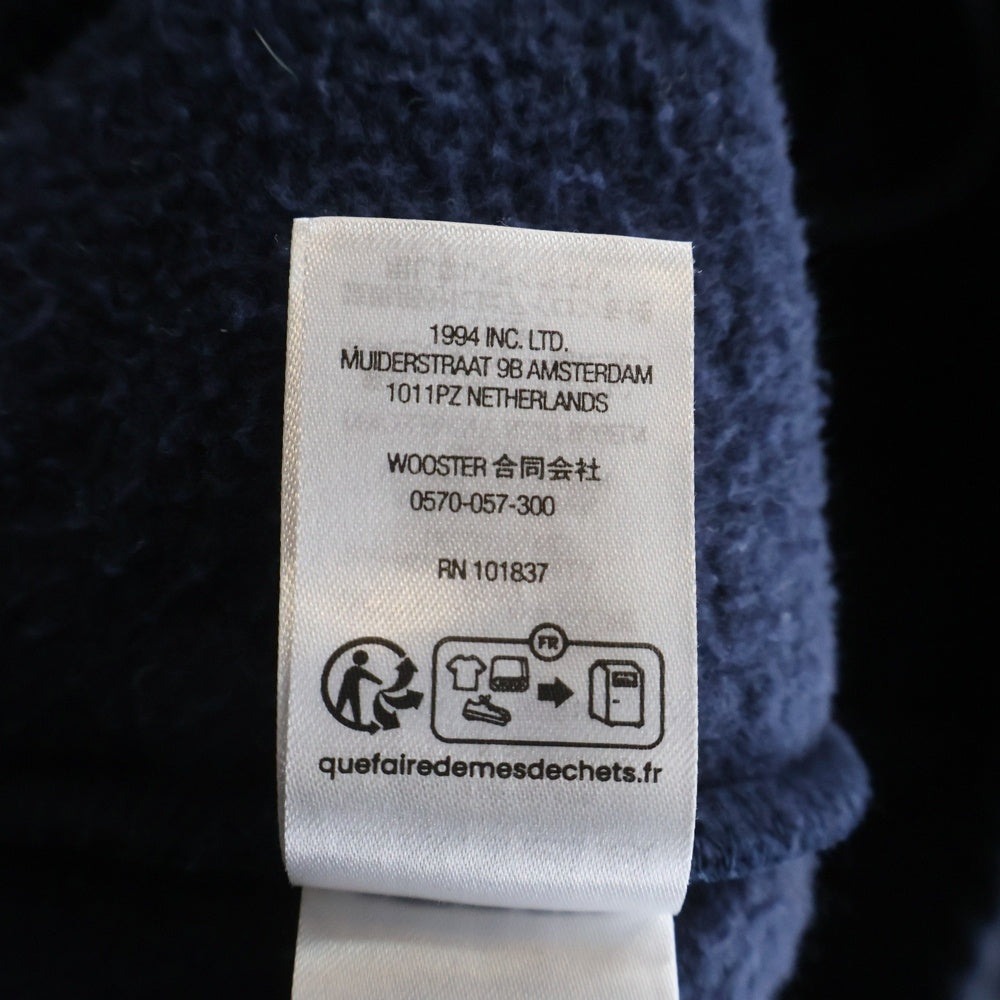 1994 INC. LTD.
MUIDERSTRAAT 9B AMSTERDAM
1011PZ NETHERLANDS
WOOSTER 合同会社
0570-057-300
RN 101837
FR
quefairedemesdechets.fr